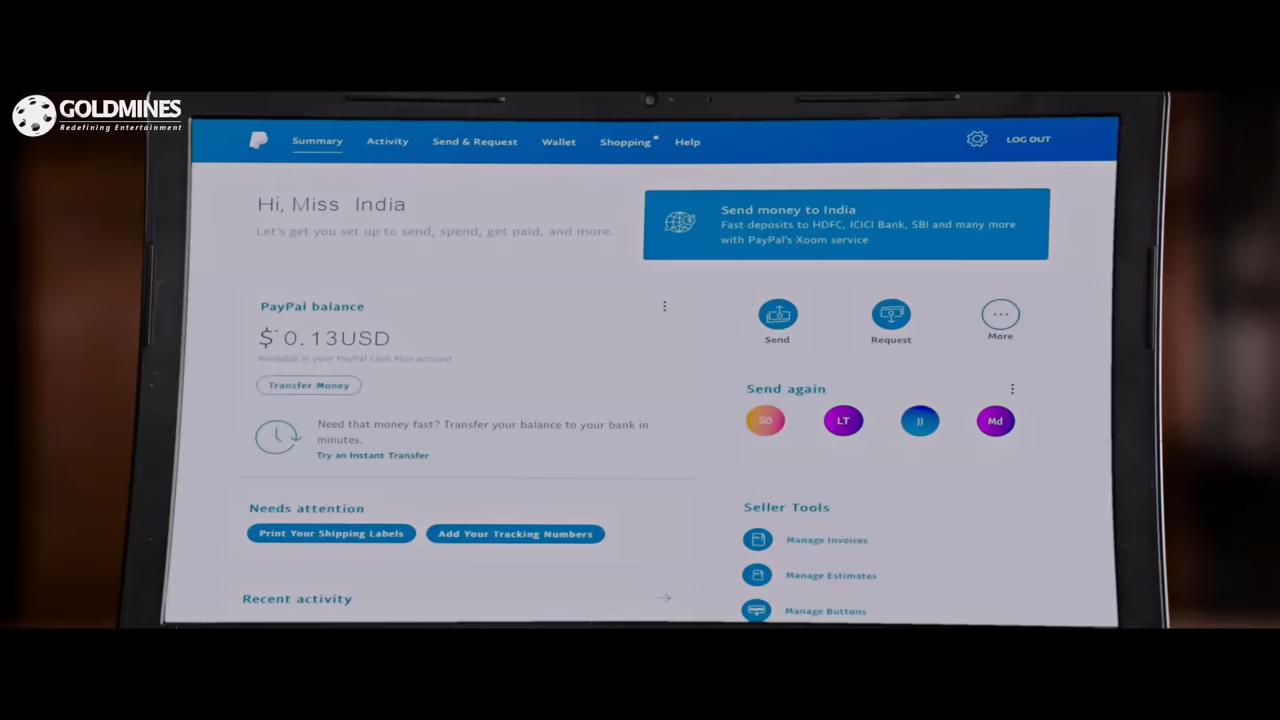 GOLDMINES
Redefining Entertainment
Summary Activity Send & Request Wallet Shopping Help LOG OUT
Hi, Miss India
Let's get you set up to send, spend, get paid, and more.
Send money to India
Fast deposits to HDFC, ICICI Bank, SBI and many more
with PayPal's Xoom service
PayPal balance
$ 0.13USD
Available in your PayPal Cash Plus account
Transfer Money
Need that money fast? Transfer your balance to your bank in
minutes.
Try an Instant Transfer
Send Request More
Send again
SO LT JJ Md
Needs attention
Print Your Shipping Labels Add Your Tracking Numbers
Recent activity
Seller Tools
Manage Invoices
Manage Estimates
Manage Buttons